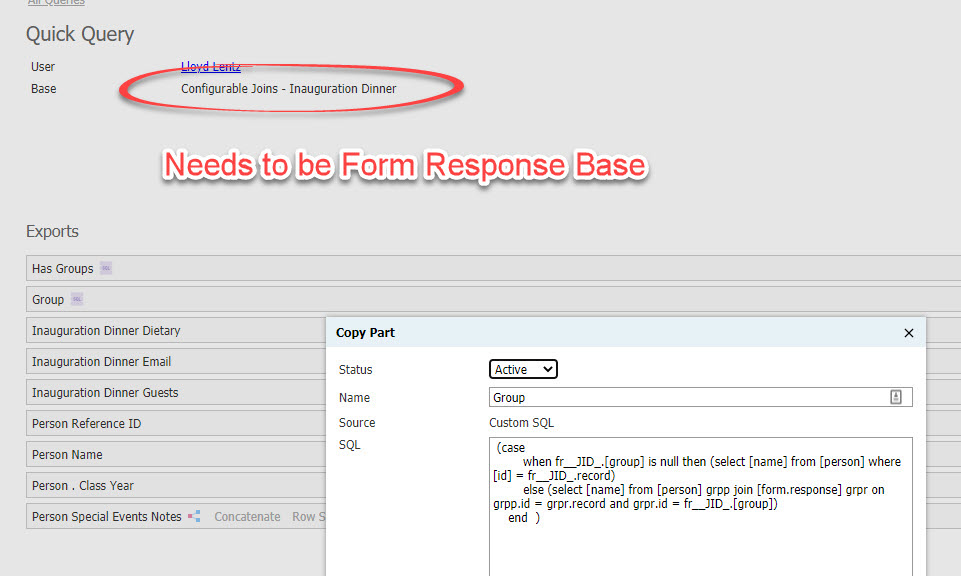 All Queries
Quick Query
User Lloyd Lentz
Base Configurable Joins - Inauguration Dinner
Needs to be Form Response Base
Exports
Has Groups SQL
Group SQL
Inauguration Dinner Dietary
Inauguration Dinner Email
Inauguration Dinner Guests
Person Reference ID
Person Name
Person . Class Year
Person Special Events Notes Concatenate Row S
Copy Part ×
Status Active
Name Group
Source Custom SQL
SQL (case
when fr__JID_.[group] is null then (select [name] from [person] where
[id] = fr__JID_.record)
else (select [name] from [person] grpp join [form.response] grpr on
grpp.id = grpr.record and grpr.id = fr__JID_.[group])
end )